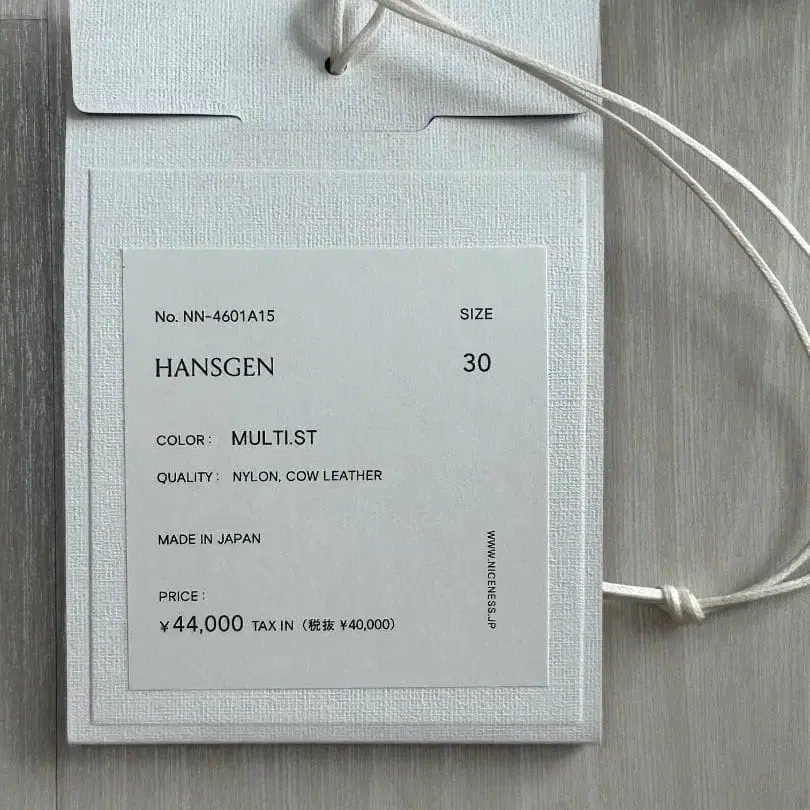 No. NN-4601A15
SIZE
HANSGEN
30
COLOR : MULTI.ST
QUALITY : NYLON, COW LEATHER
MADE IN JAPAN
WWW.NICENESS.JP
PRICE :
¥44,000 TAX IN（税抜 ¥40,000）